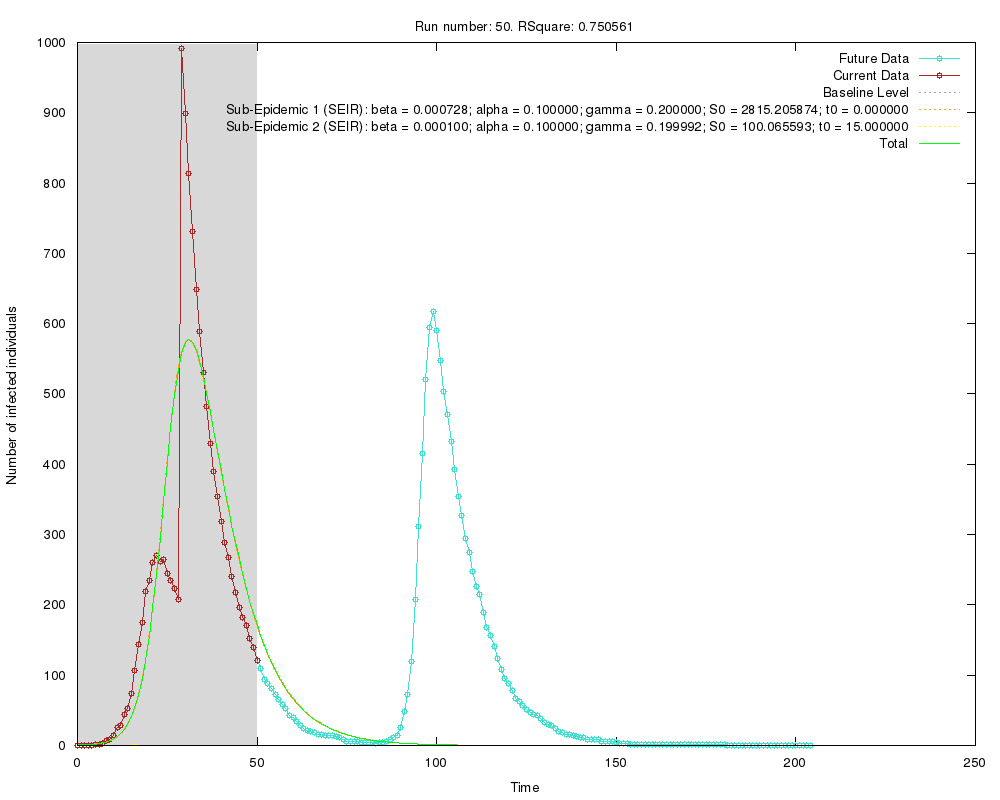 Run number: 50. RSquare: 0.750561
Future Data
Current Data
Baseline Level
Sub-Epidemic 1 (SEIR): beta = 0.000728; alpha = 0.100000; gamma = 0.200000; S0 = 2815.205874; t0 = 0.000000
Sub-Epidemic 2 (SEIR): beta = 0.000100; alpha = 0.100000; gamma = 0.199992; S0 = 100.065593; t0 = 15.000000
Total
Number of infected individuals
1000
900
800
700
600
500
400
300
200
100
0
0 50 100 150 200 250
Time